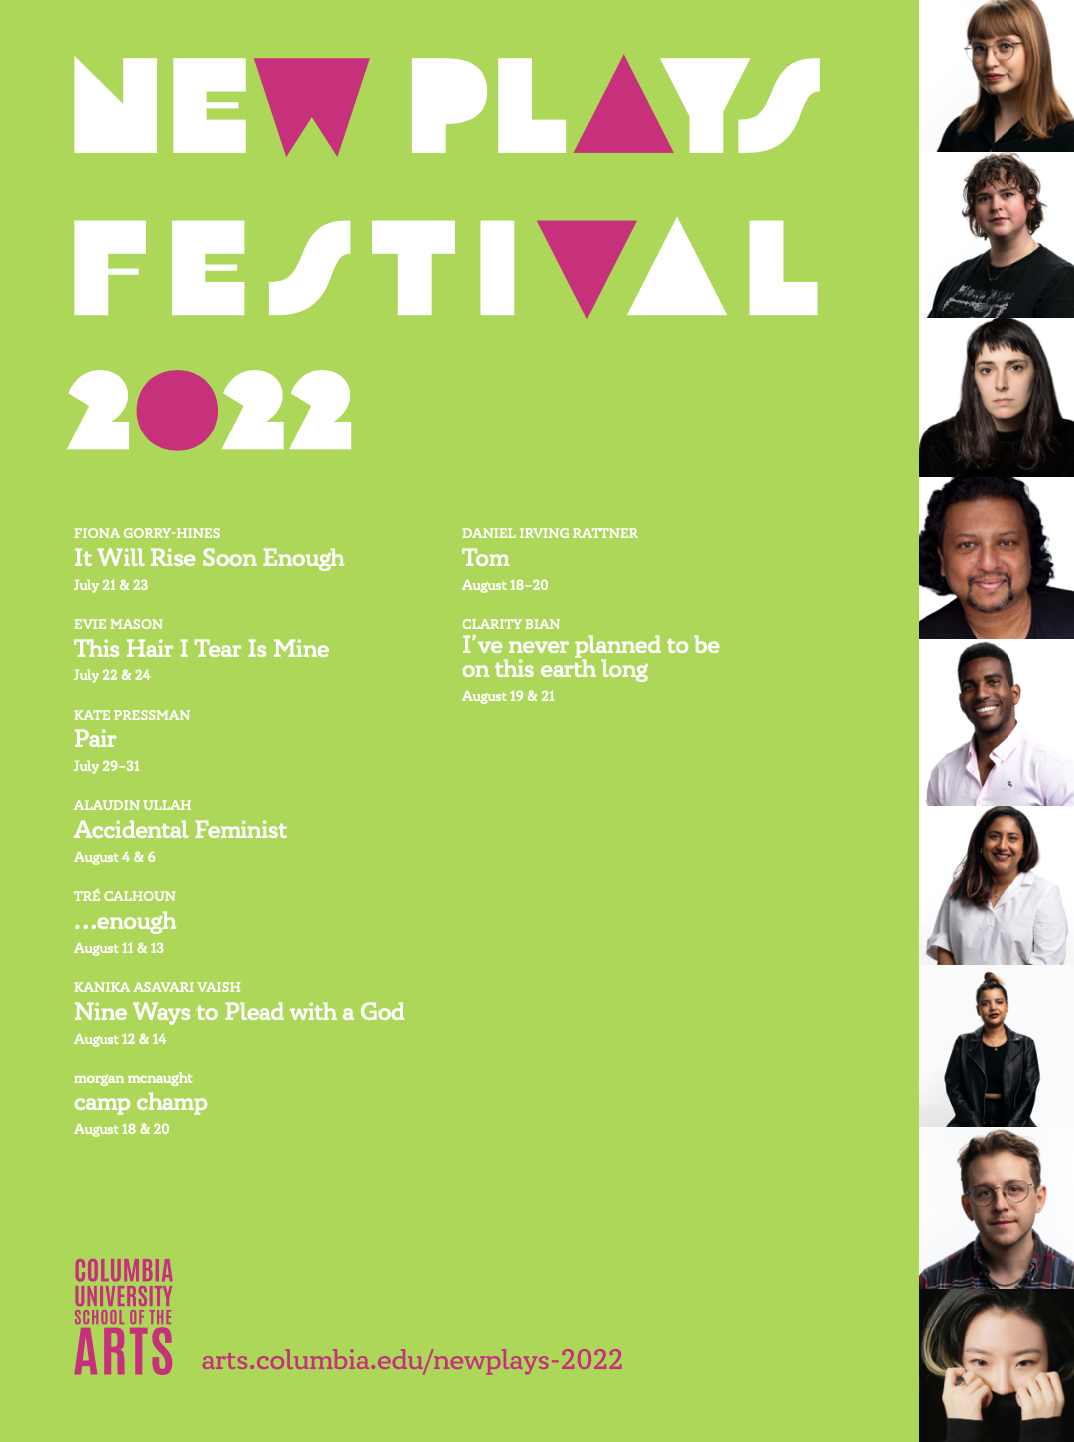 NEW PLAYS
FESTIVAL
2022
FIONA GORRY-HINES
It Will Rise Soon Enough
July 21 & 23
EVIE MASON
This Hair I Tear Is Mine
July 22 & 24
KATE PRESSMAN
Pair
July 29–31
ALAUDIN ULLAH
Accidental Feminist
August 4 & 6
TRÉ CALHOUN
...enough
August 11 & 13
KANIKA ASAVARI VAISH
Nine Ways to Plead with a God
August 12 & 14
morgan mcnaught
camp champ
August 18 & 20
DANIEL IRVING RATTNER
Tom
August 18–20
CLARITY BIAN
I've never planned to be
on this earth long
August 19 & 21
COLUMBIA
UNIVERSITY
SCHOOL OF THE
ARTS
arts.columbia.edu/newplays-2022